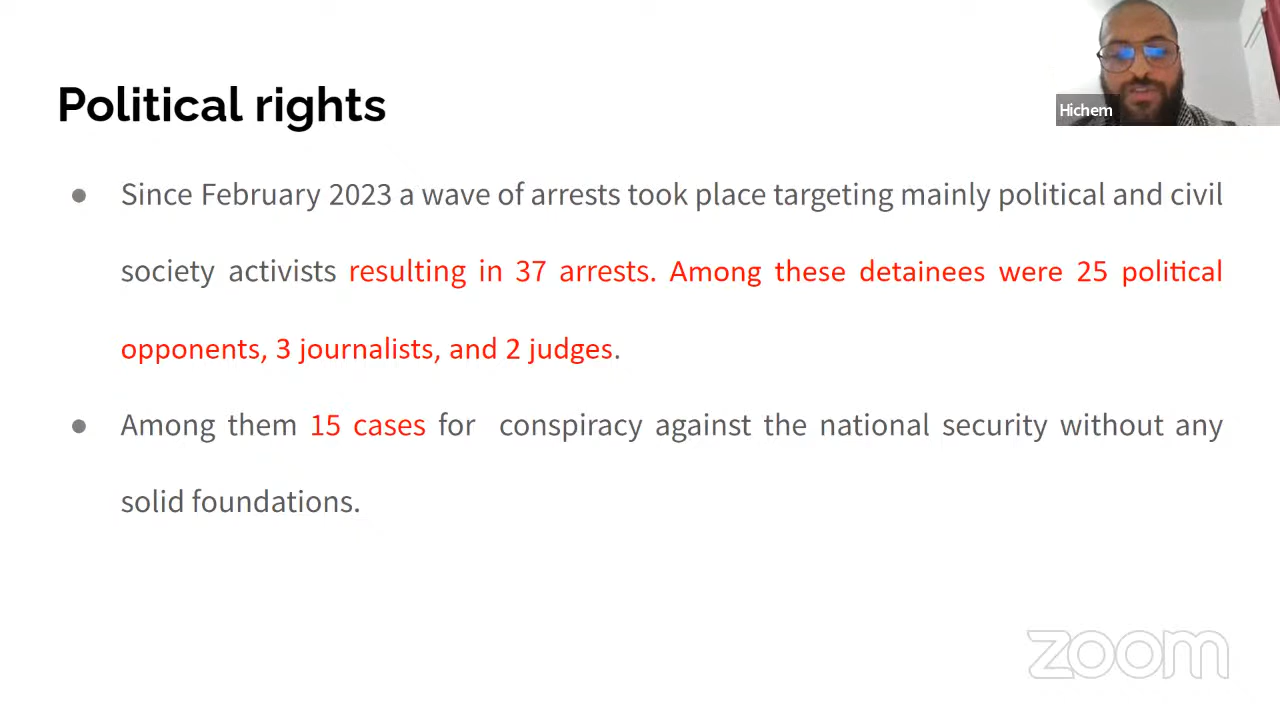 Hichem
Political rights
● Since February 2023 a wave of arrests took place targeting mainly political and civil
society activists resulting in 37 arrests. Among these detainees were 25 political
opponents, 3 journalists, and 2 judges.
● Among them 15 cases for conspiracy against the national security without any
solid foundations.
zoom